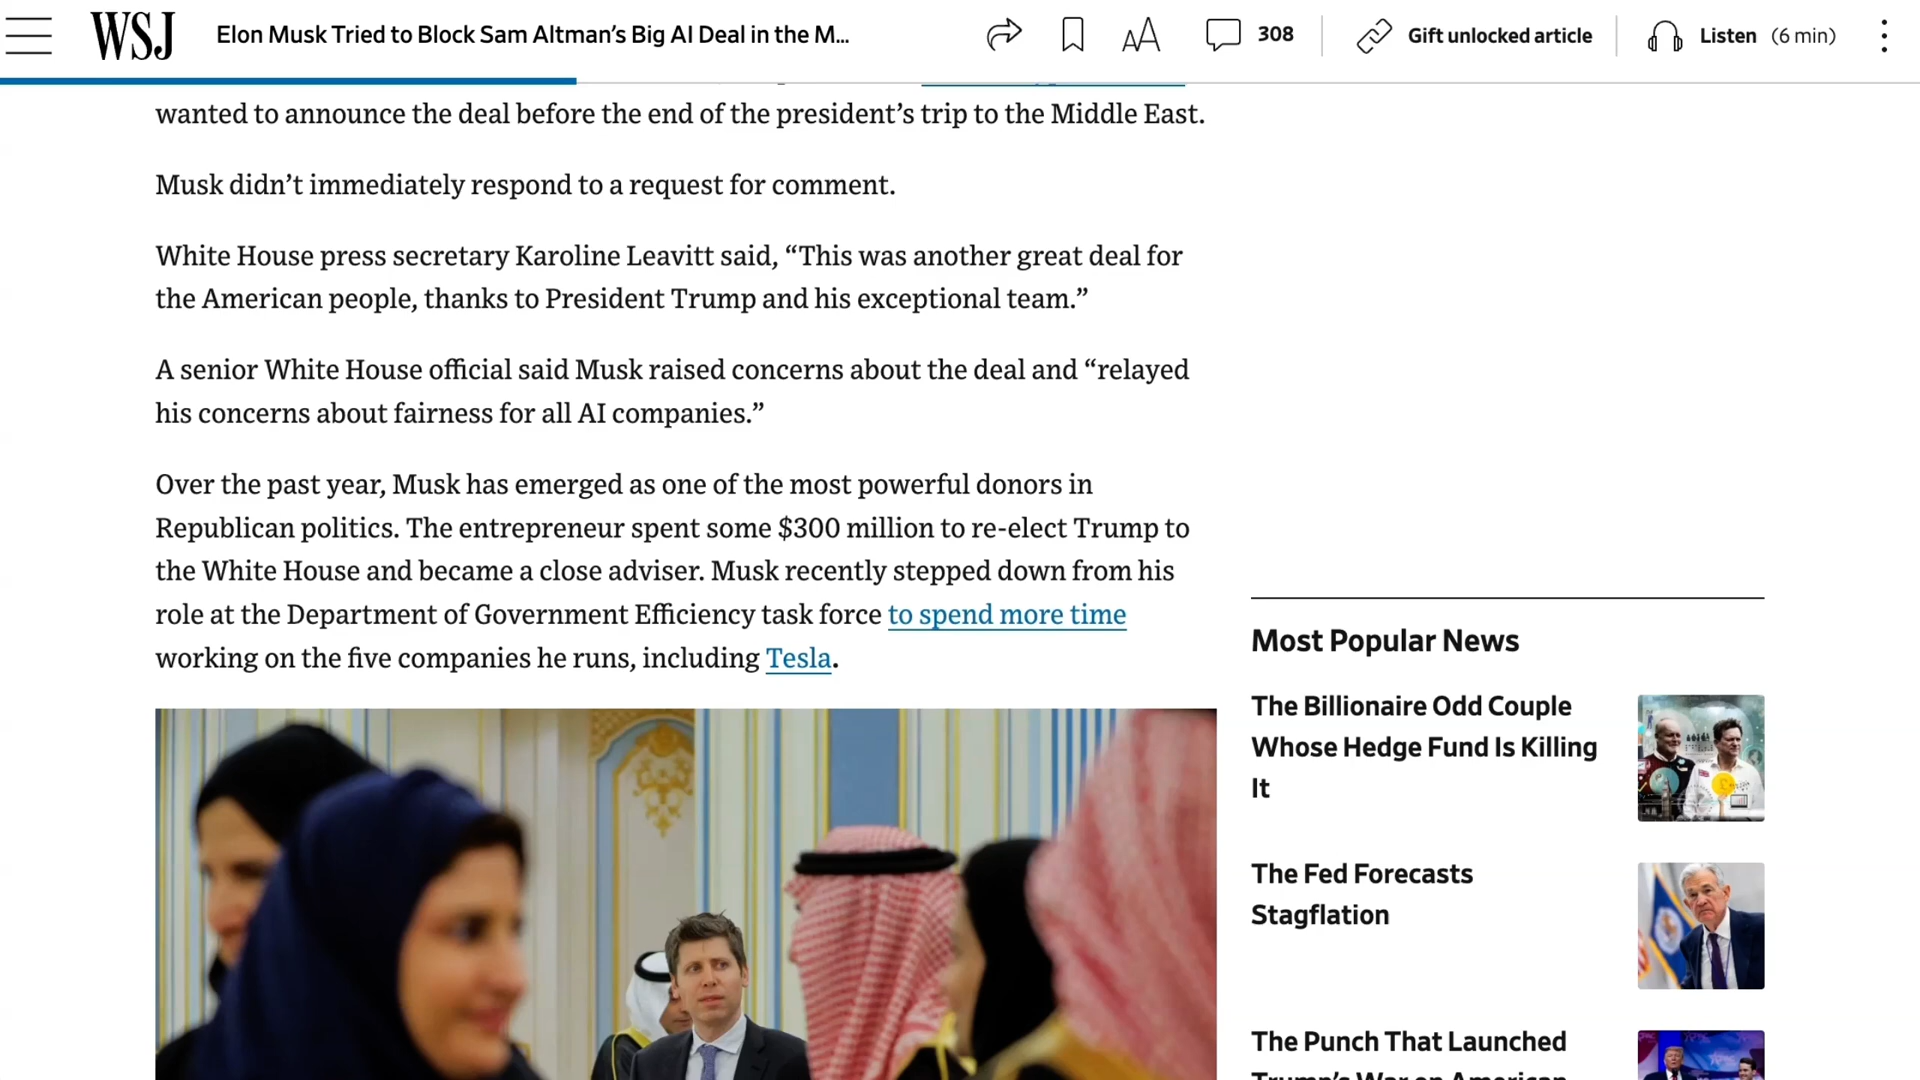 WSJ
Elon Musk Tried to Block Sam Altman’s Big AI Deal in the M...
308
Gift unlocked article
Listen (6 min)
wanted to announce the deal before the end of the president’s trip to the Middle East.
Musk didn’t immediately respond to a request for comment.
White House press secretary Karoline Leavitt said, “This was another great deal for
the American people, thanks to President Trump and his exceptional team.”
A senior White House official said Musk raised concerns about the deal and “relayed
his concerns about fairness for all AI companies.”
Over the past year, Musk has emerged as one of the most powerful donors in
Republican politics. The entrepreneur spent some $300 million to re-elect Trump to
the White House and became a close adviser. Musk recently stepped down from his
role at the Department of Government Efficiency task force to spend more time
working on the five companies he runs, including Tesla.
Most Popular News
The Billionaire Odd Couple
Whose Hedge Fund Is Killing
It
The Fed Forecasts
Stagflation
The Punch That Launched
Trump’s War on American